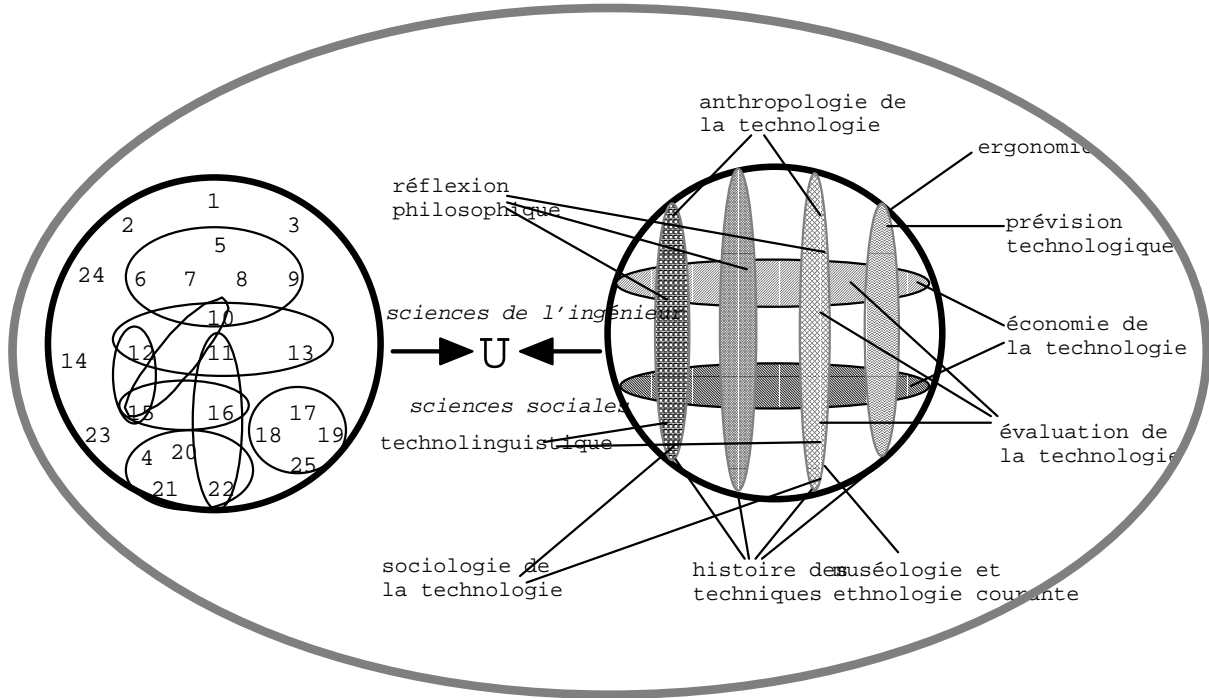 anthropologie de
la technologie
ergonomie
réflexion
philosophique
prévision
technologique
1
2
3
5
24
6 7 8 9
sciences de l'ingénieur
10
économie de
la technologie
14
12 11 13
U
sciences sociales
15 16 17
23
18 19
technolinguistique
évaluation de
la technologie
4 20
25
21 22
sociologie de
la technologie
histoire des
techniques
muséologie et
ethnologie courante